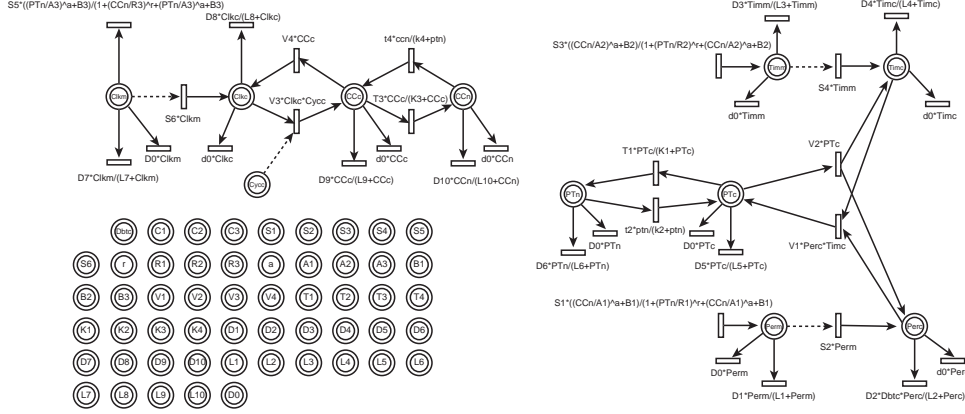 S5*((PTn/A3)^a+B3)/(1+(CCn/R3)^r+(PTn/A3)^a+B3)
D8*Clkc/(L8+Clkc)
V4*CCc
t4*ccn/(k4+ptn)
Clkm
Clkc
CCc
CCn
S6*Clkm
V3*Clkc*Cycc
T3*CCc/(K3+CCc)
D0*Clkm
d0*Clkc
d0*CCc
d0*CCn
D7*Clkm/(L7+Clkm)
Cycc
D9*CCc/(L9+CCc)
D10*CCn/(L10+CCn)
Dbtc C1 C2 C3 S1 S2 S3 S4 S5
S6 r R1 R2 R3 a A1 A2 A3 B1
B2 B3 V1 V2 V3 V4 T1 T2 T3 T4
K1 K2 K3 K4 D1 D2 D3 D4 D5 D6
D7 D8 D9 D10 L1 L2 L3 L4 L5 L6
L7 L8 L9 L10 D0
D3*Timm/(L3+Timm)
D4*Timc/(L4+Timc)
S3*((CCn/A2)^a+B2)/(1+(PTn/R2)^r+(CCn/A2)^a+B2)
Timm
Timc
S4*Timm
d0*Timm
d0*Timc
T1*PTc/(K1+PTc)
V2*PTc
PTn
PTc
t2*ptn/(k2+ptn)
D0*PTn
D0*PTc
V1*Perc*Timc
D6*PTn/(L6+PTn)
D5*PTc/(L5+PTc)
S1*((CCn/A1)^a+B1)/(1+(PTn/R1)^r+(CCn/A1)^a+B1)
Perm
Perc
S2*Perm
D0*Perm
d0*Per
D1*Perm/(L1+Perm)
D2*Dbtc*Perc/(L2+Perc)